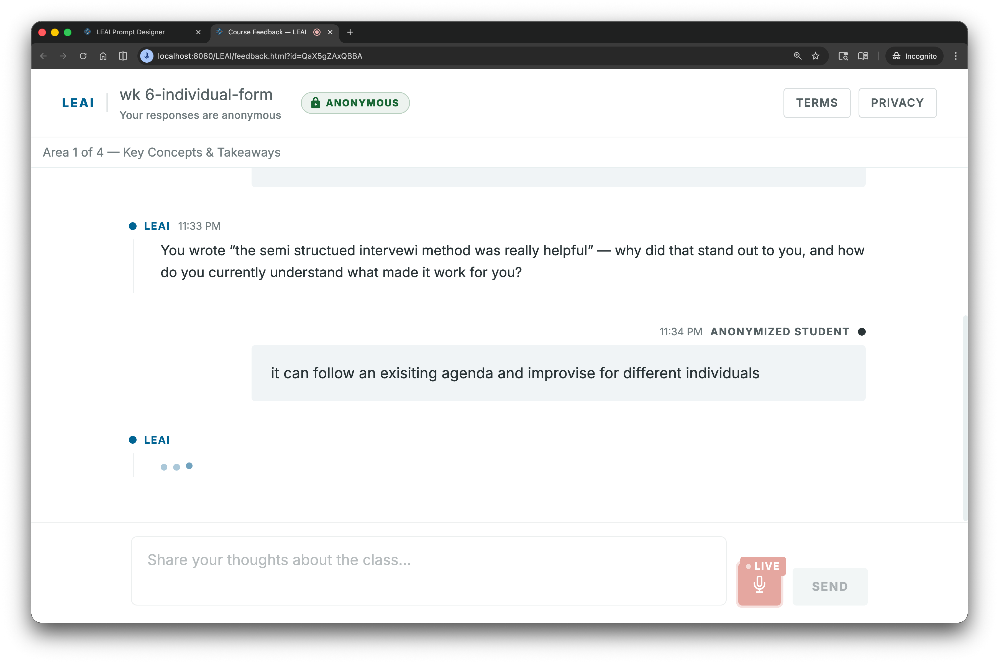 LEAI Prompt Designer
Course Feedback — LEAI
localhost:8080/LEAI/feedback.html?id=QaX5gZAxQBBA
Incognito
LEAI
wk 6-individual-form
Your responses are anonymous
ANONYMOUS
TERMS
PRIVACY
Area 1 of 4 — Key Concepts & Takeaways
LEAI 11:33 PM
You wrote “the semi structued intervewi method was really helpful” — why did that stand out to you, and how
do you currently understand what made it work for you?
11:34 PM ANONYMIZED STUDENT
it can follow an exisiting agenda and improvise for different individuals
LEAI
Share your thoughts about the class...
LIVE
SEND